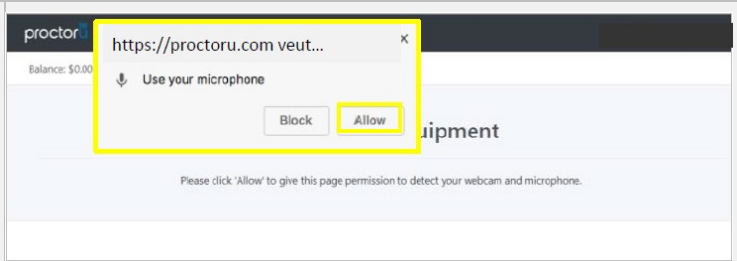 proctoru
https://proctoru.com veut...
×
Balance: $0.00
Use your microphone
Block
Allow
uipment
Please click 'Allow' to give this page permission to detect your webcam and microphone.